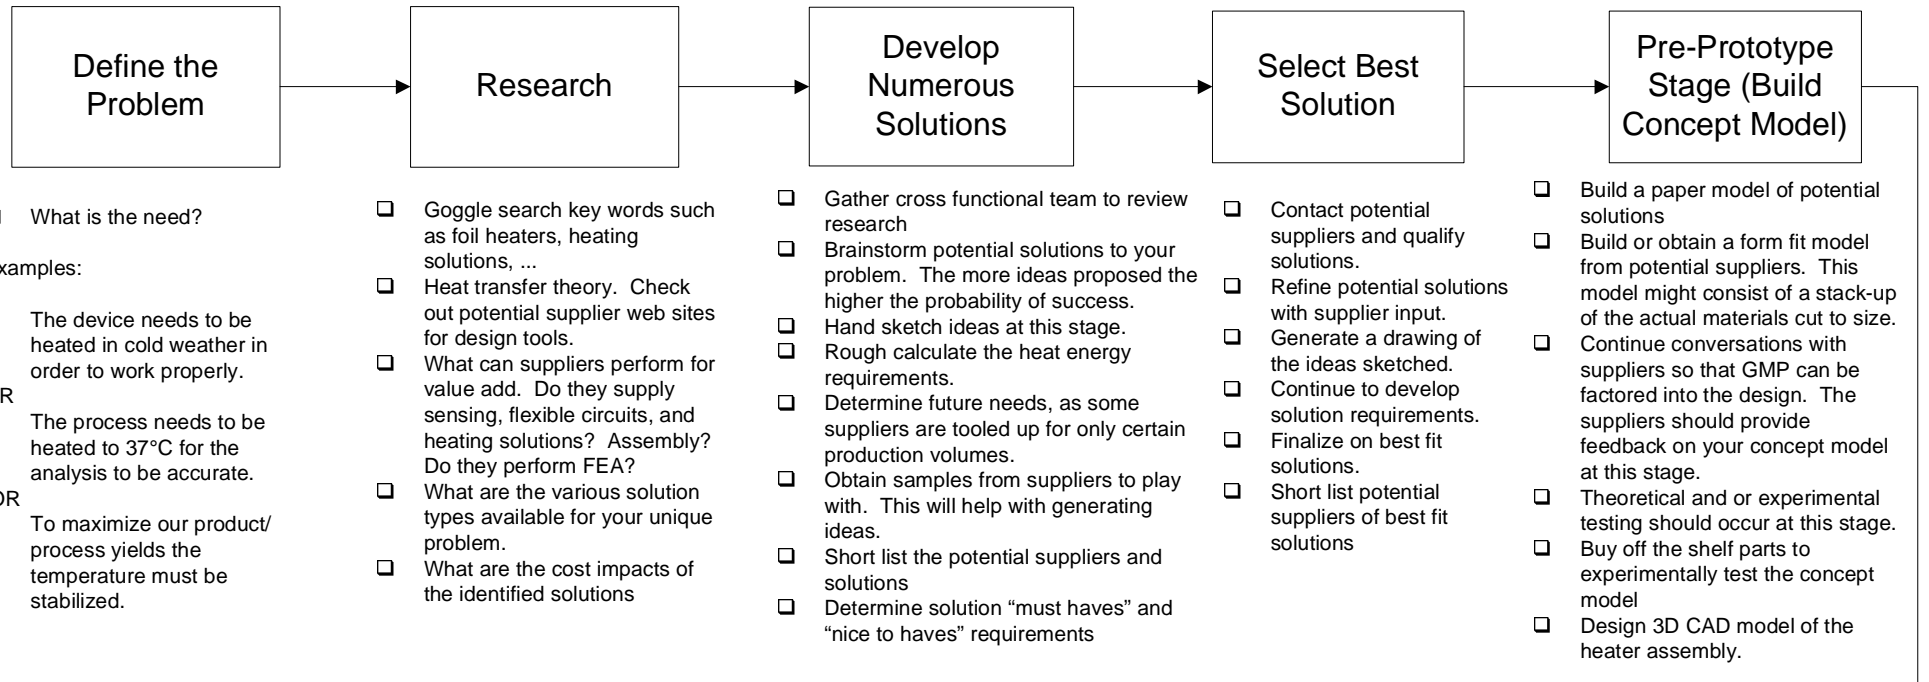 Define the
Problem
Research
Develop
Numerous
Solutions
Select Best
Solution
Pre-Prototype
Stage (Build
Concept Model)
What is the need?
xamples:
The device needs to be
heated in cold weather in
order to work properly.
R
The process needs to be
heated to 37°C for the
analysis to be accurate.
OR
To maximize our product/
process yields the
temperature must be
stabilized.
Goggle search key words such
as foil heaters, heating
solutions, ...
Heat transfer theory.  Check
out potential supplier web sites
for design tools.
What can suppliers perform for
value add.  Do they supply
sensing, flexible circuits, and
heating solutions?  Assembly?
Do they perform FEA?
What are the various solution
types available for your unique
problem.
What are the cost impacts of
the identified solutions
Gather cross functional team to review
research
Brainstorm potential solutions to your
problem.  The more ideas proposed the
higher the probability of success.
Hand sketch ideas at this stage.
Rough calculate the heat energy
requirements.
Determine future needs, as some
suppliers are tooled up for only certain
production volumes.
Obtain samples from suppliers to play
with.  This will help with generating
ideas.
Short list the potential suppliers and
solutions
Determine solution “must haves” and
“nice to haves” requirements
Contact potential
suppliers and qualify
solutions.
Refine potential solutions
with supplier input.
Generate a drawing of
the ideas sketched.
Continue to develop
solution requirements.
Finalize on best fit
solutions.
Short list potential
suppliers of best fit
solutions
Build a paper model of potential
solutions
Build or obtain a form fit model
from potential suppliers.  This
model might consist of a stack-up
of the actual materials cut to size.
Continue conversations with
suppliers so that GMP can be
factored into the design.  The
suppliers should provide
feedback on your concept model
at this stage.
Theoretical and or experimental
testing should occur at this stage.
Buy off the shelf parts to
experimentally test the concept
model
Design 3D CAD model of the
heater assembly.